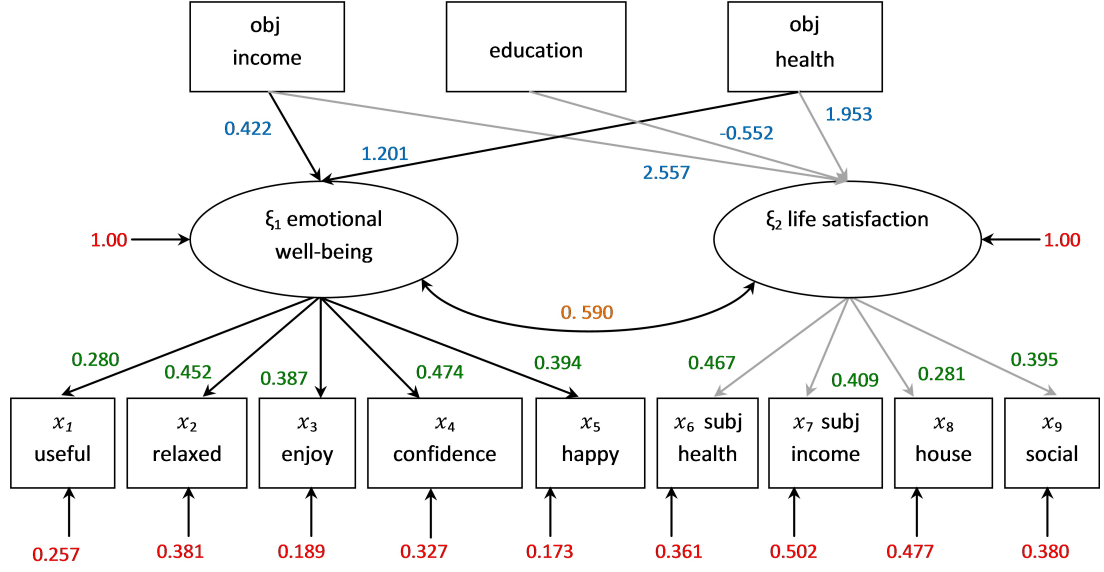 obj
income
education
obj
health
0.422
1.201
-0.552
1.953
2.557
ξ₁ emotional
well-being
ξ₂ life satisfaction
1.00
1.00
0. 590
0.280
0.452
0.387
0.474
0.394
0.467
0.409
0.281
0.395
x₁
useful
x₂
relaxed
x₃
enjoy
x₄
confidence
x₅
happy
x₆ subj
health
x₇ subj
income
x₈
house
x₉
social
0.257
0.381
0.189
0.327
0.173
0.361
0.502
0.477
0.380